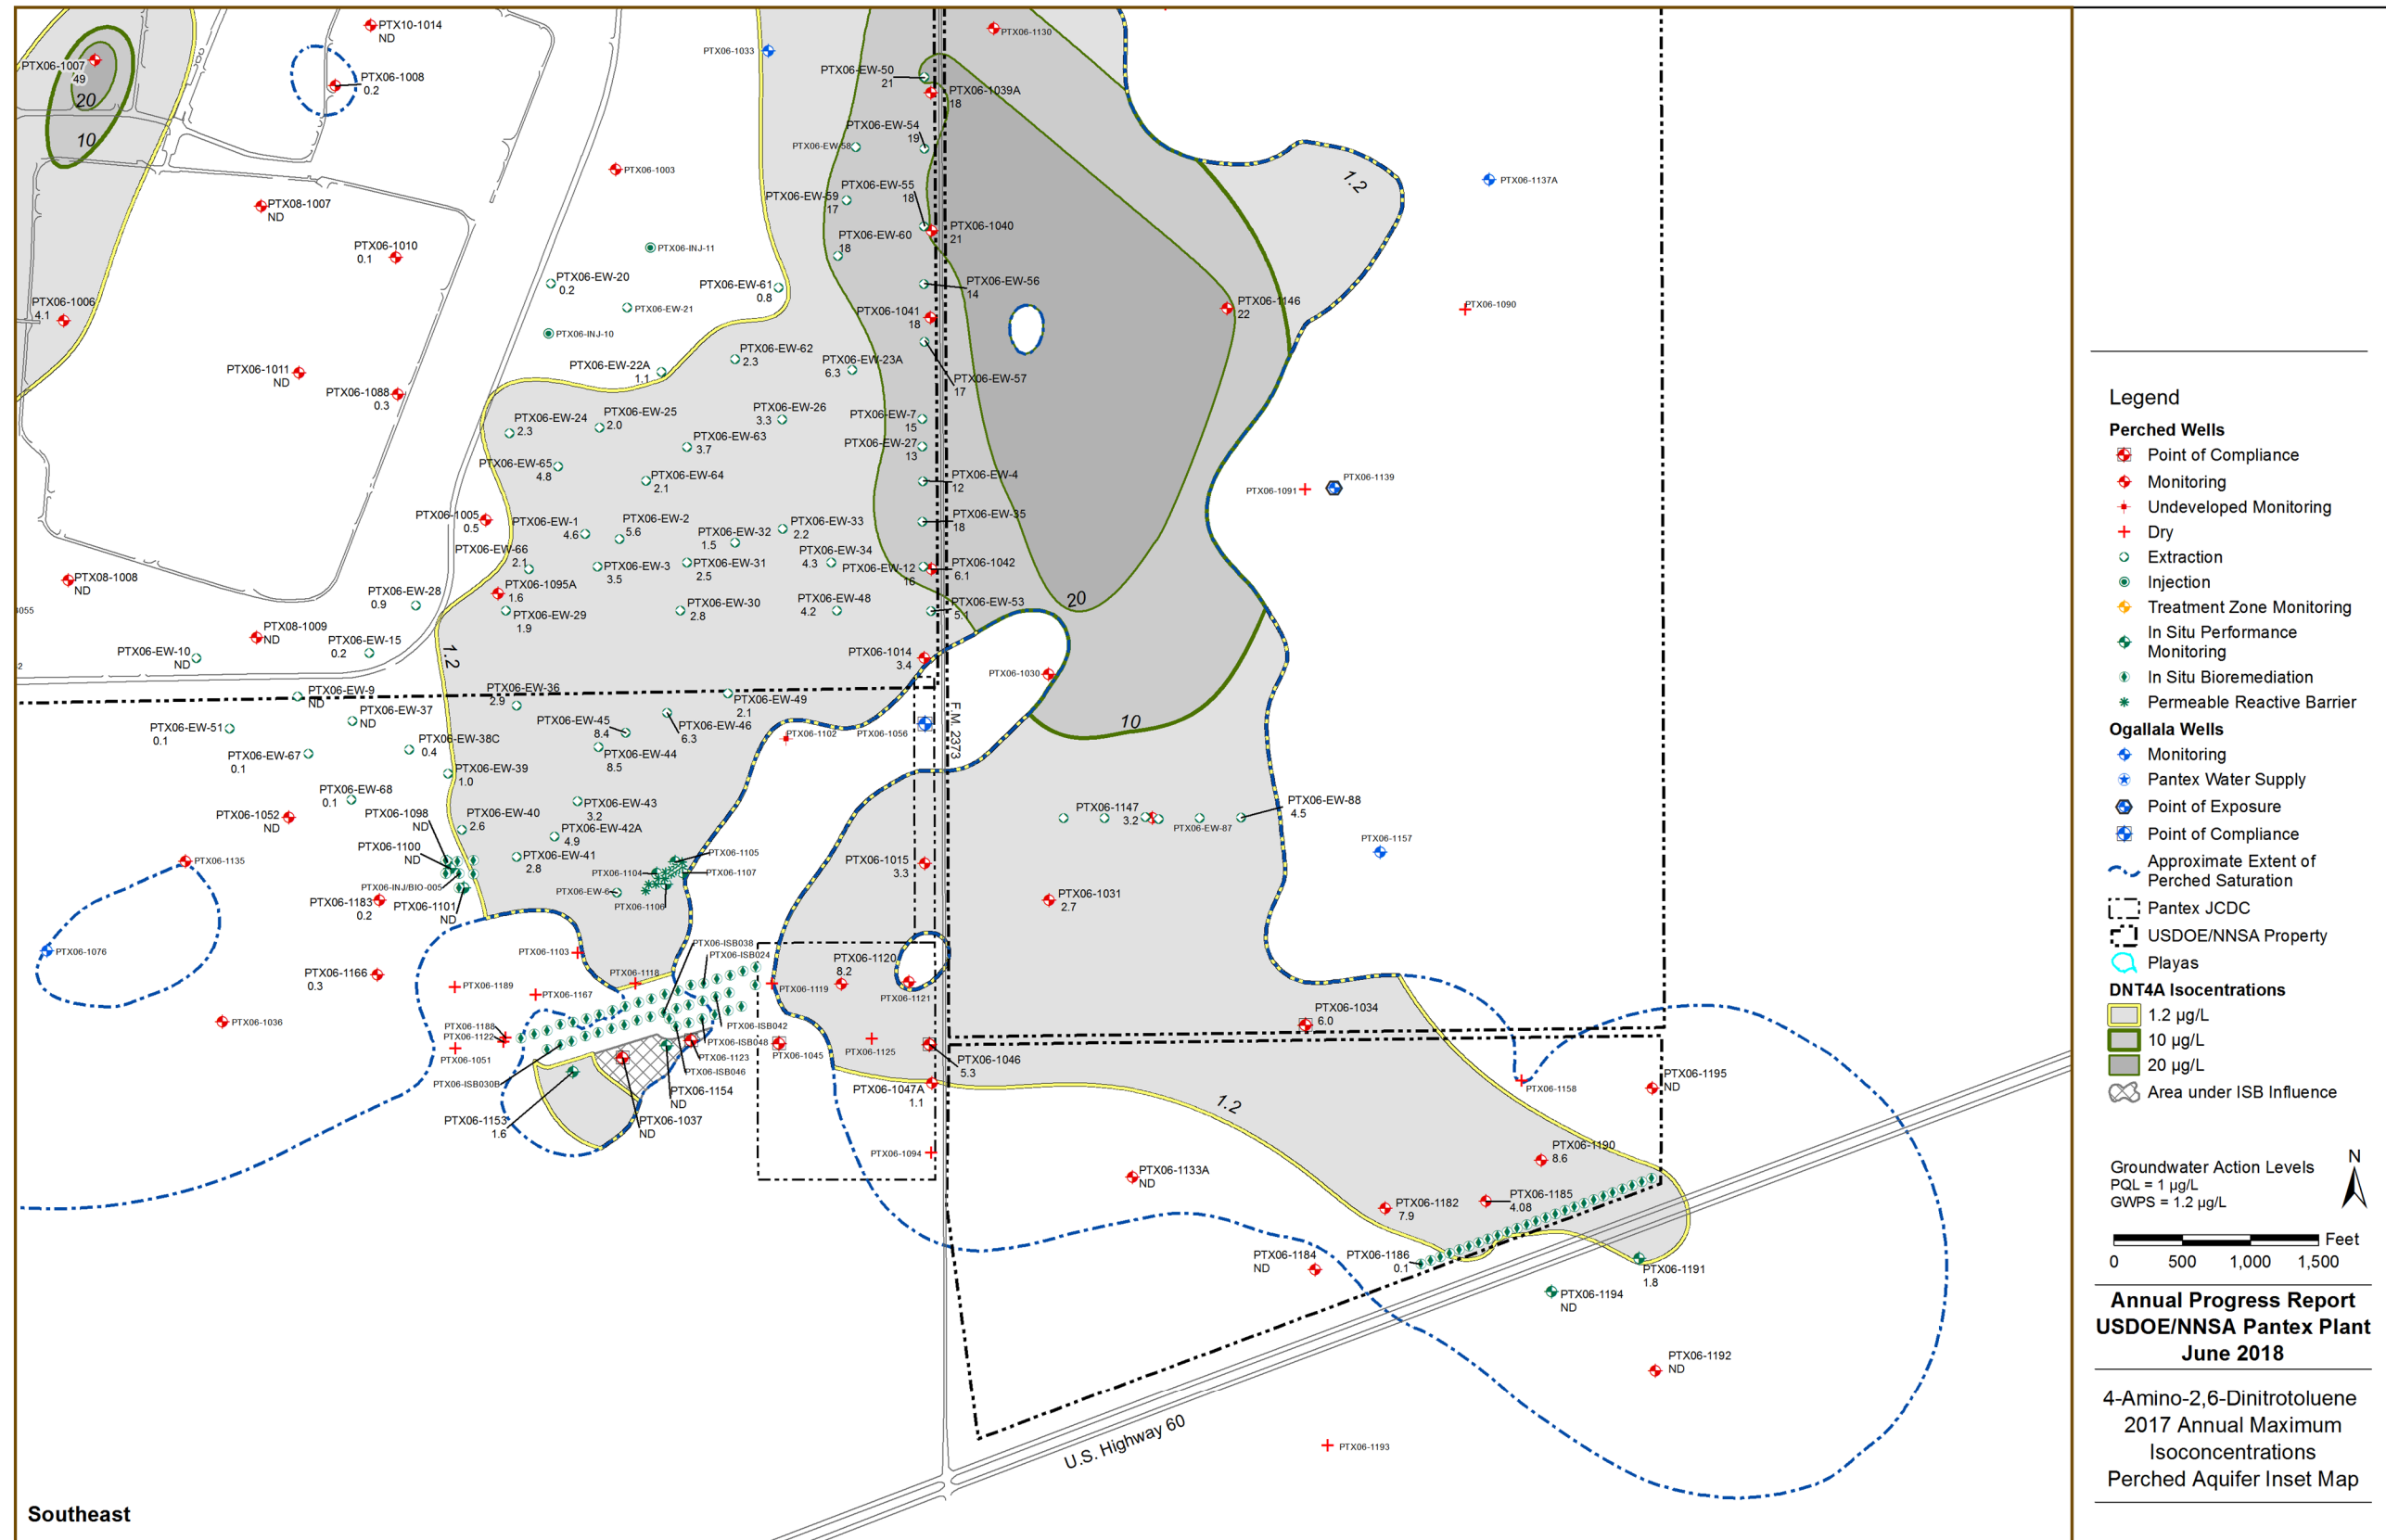 PTX10-1014
ND
PTX06-1007
49
20
10
PTX06-1008
0.2
PTX06-1033
PTX06-1130
PTX06-EW-50
21
PTX06-1039A
18
PTX06-EW-54
19
PTX06-EW-58
PTX06-1003
PTX06-EW-55
18
PTX06-EW-59
17
PTX06-1137A
1.2
PTX08-1007
ND
PTX06-1010
0.1
PTX06-INJ-11
PTX06-EW-60
18
PTX06-1040
21
PTX06-EW-20
0.2
PTX06-EW-61
0.8
PTX06-EW-56
14
PTX06-1006
4.1
PTX06-EW-21
PTX06-1041
18
PTX06-1146
22
PTX06-1090
PTX06-INJ-10
PTX06-EW-62
2.3
PTX06-EW-22A
1.1
PTX06-EW-23A
6.3
PTX06-1011
ND
PTX06-1088
0.3
PTX06-EW-57
17
PTX06-EW-24
2.3
PTX06-EW-25
2.0
PTX06-EW-26
3.3
PTX06-EW-7
15
PTX06-EW-63
3.7
PTX06-EW-27
13
PTX06-EW-65
4.8
PTX06-EW-64
2.1
PTX06-EW-4
12
PTX06-1091
PTX06-1139
PTX06-1005
0.5
PTX06-EW-1
4.6
PTX06-EW-2
5.6
PTX06-EW-32
1.5
PTX06-EW-33
2.2
PTX06-EW-35
18
PTX06-EW-66
2.1
PTX06-EW-3
3.5
PTX06-EW-31
2.5
PTX06-EW-34
4.3
PTX06-EW-12
16
PTX06-1042
6.1
PTX08-1008
ND
PTX06-EW-28
0.9
PTX06-1095A
1.6
PTX06-EW-29
1.9
PTX06-EW-30
2.8
PTX06-EW-48
4.2
PTX06-EW-53
5.1
20
PTX08-1009
ND
PTX06-EW-15
0.2
PTX06-EW-10
ND
1.2
PTX06-1014
3.4
PTX06-1030
PTX06-EW-9
ND
PTX06-EW-36
2.9
PTX06-EW-49
2.1
PTX06-EW-37
ND
PTX06-EW-51
0.1
PTX06-EW-45
8.4
PTX06-EW-46
6.3
PTX06-1102
PTX06-1056
F.M. 2373
10
PTX06-EW-38C
0.4
PTX06-EW-67
0.1
PTX06-EW-44
8.5
PTX06-EW-39
1.0
PTX06-EW-68
0.1
PTX06-EW-43
3.2
PTX06-1147
3.2
PTX06-EW-87
PTX06-EW-88
4.5
PTX06-1052
ND
PTX06-1098
ND
PTX06-EW-40
2.6
PTX06-EW-42A
4.9
PTX06-1157
PTX06-1135
PTX06-1100
ND
PTX06-EW-41
2.8
PTX06-1105
PTX06-1104
PTX06-1107
PTX06-1015
3.3
PTX06-INJ/BIO-005
PTX06-EW-6
PTX06-1106
PTX06-1031
2.7
PTX06-1183
0.2
PTX06-1101
ND
PTX06-1076
PTX06-1103
PTX06-ISB038
PTX06-ISB024
PTX06-1166
0.3
PTX06-1118
PTX06-1120
8.2
PTX06-1189
PTX06-1167
PTX06-1119
PTX06-1121
PTX06-1034
6.0
PTX06-1036
PTX06-1188
PTX06-1122
PTX06-ISB042
PTX06-ISB048
PTX06-1051
PTX06-1123
PTX06-1045
PTX06-1125
PTX06-1046
5.3
PTX06-ISB046
PTX06-ISB030B
PTX06-1154
ND
PTX06-1047A
1.1
PTX06-1158
PTX06-1195
ND
1.2
PTX06-1153
1.6
PTX06-1037
ND
PTX06-1094
PTX06-1190
8.6
PTX06-1133A
ND
PTX06-1182
7.9
PTX06-1185
4.08
PTX06-1184
ND
PTX06-1186
0.1
PTX06-1191
1.8
PTX06-1194
ND
PTX06-1192
ND
U.S. Highway 60
PTX06-1193
Southeast
Legend
Perched Wells
Point of Compliance
Monitoring
Undeveloped Monitoring
Dry
Extraction
Injection
Treatment Zone Monitoring
In Situ Performance
Monitoring
In Situ Bioremediation
Permeable Reactive Barrier
Ogallala Wells
Monitoring
Pantex Water Supply
Point of Exposure
Point of Compliance
Approximate Extent of
Perched Saturation
Pantex JCDC
USDOE/NNSA Property
Playas
DNT4A Isocentrations
1.2 µg/L
10 µg/L
20 µg/L
Area under ISB Influence
Groundwater Action Levels
PQL = 1 µg/L
GWPS = 1.2 µg/L
N
Feet
0 500 1,000 1,500
Annual Progress Report
USDOE/NNSA Pantex Plant
June 2018
4-Amino-2,6-Dinitrotoluene
2017 Annual Maximum
Isoconcentrations
Perched Aquifer Inset Map